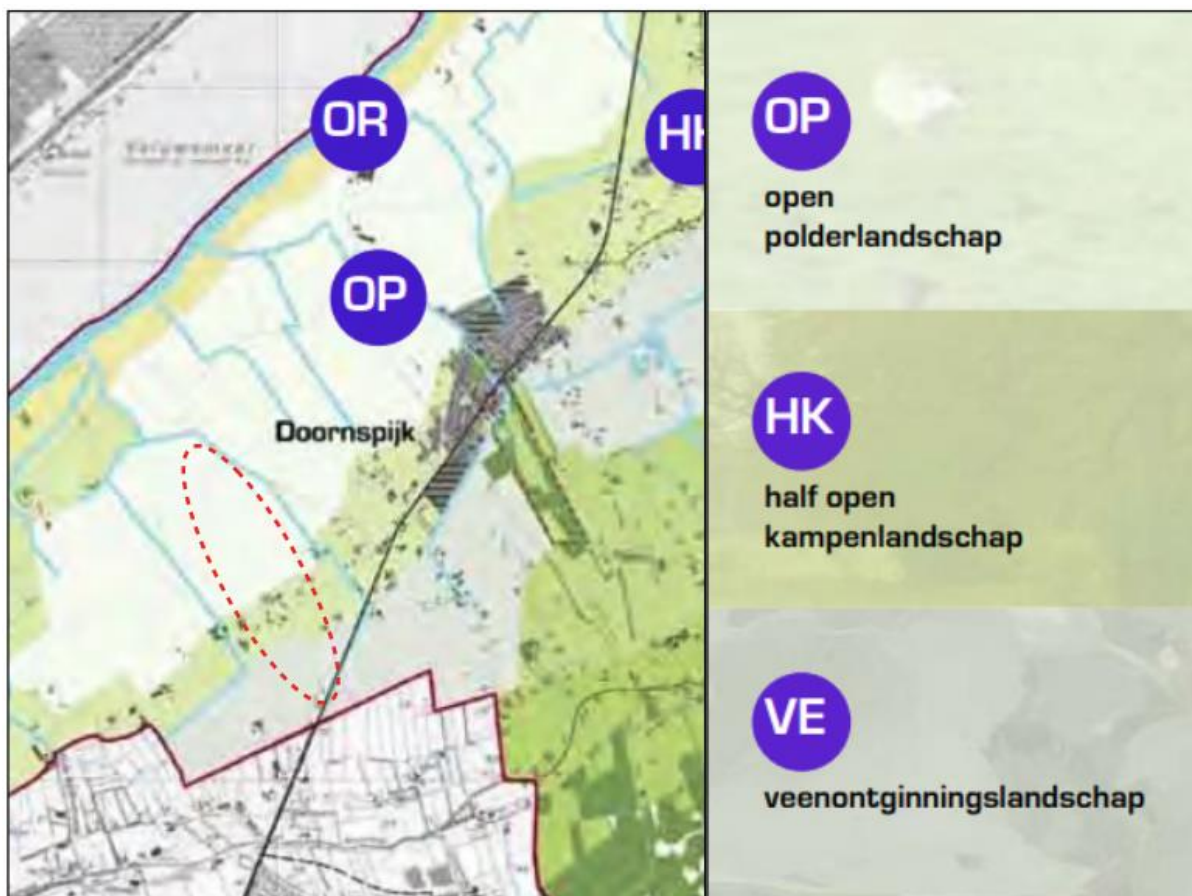 OR
HK
OP
Doornspijk
OP
open
polderlandschap
HK
half open
kampenlandschap
VE
veenontginningslandschap